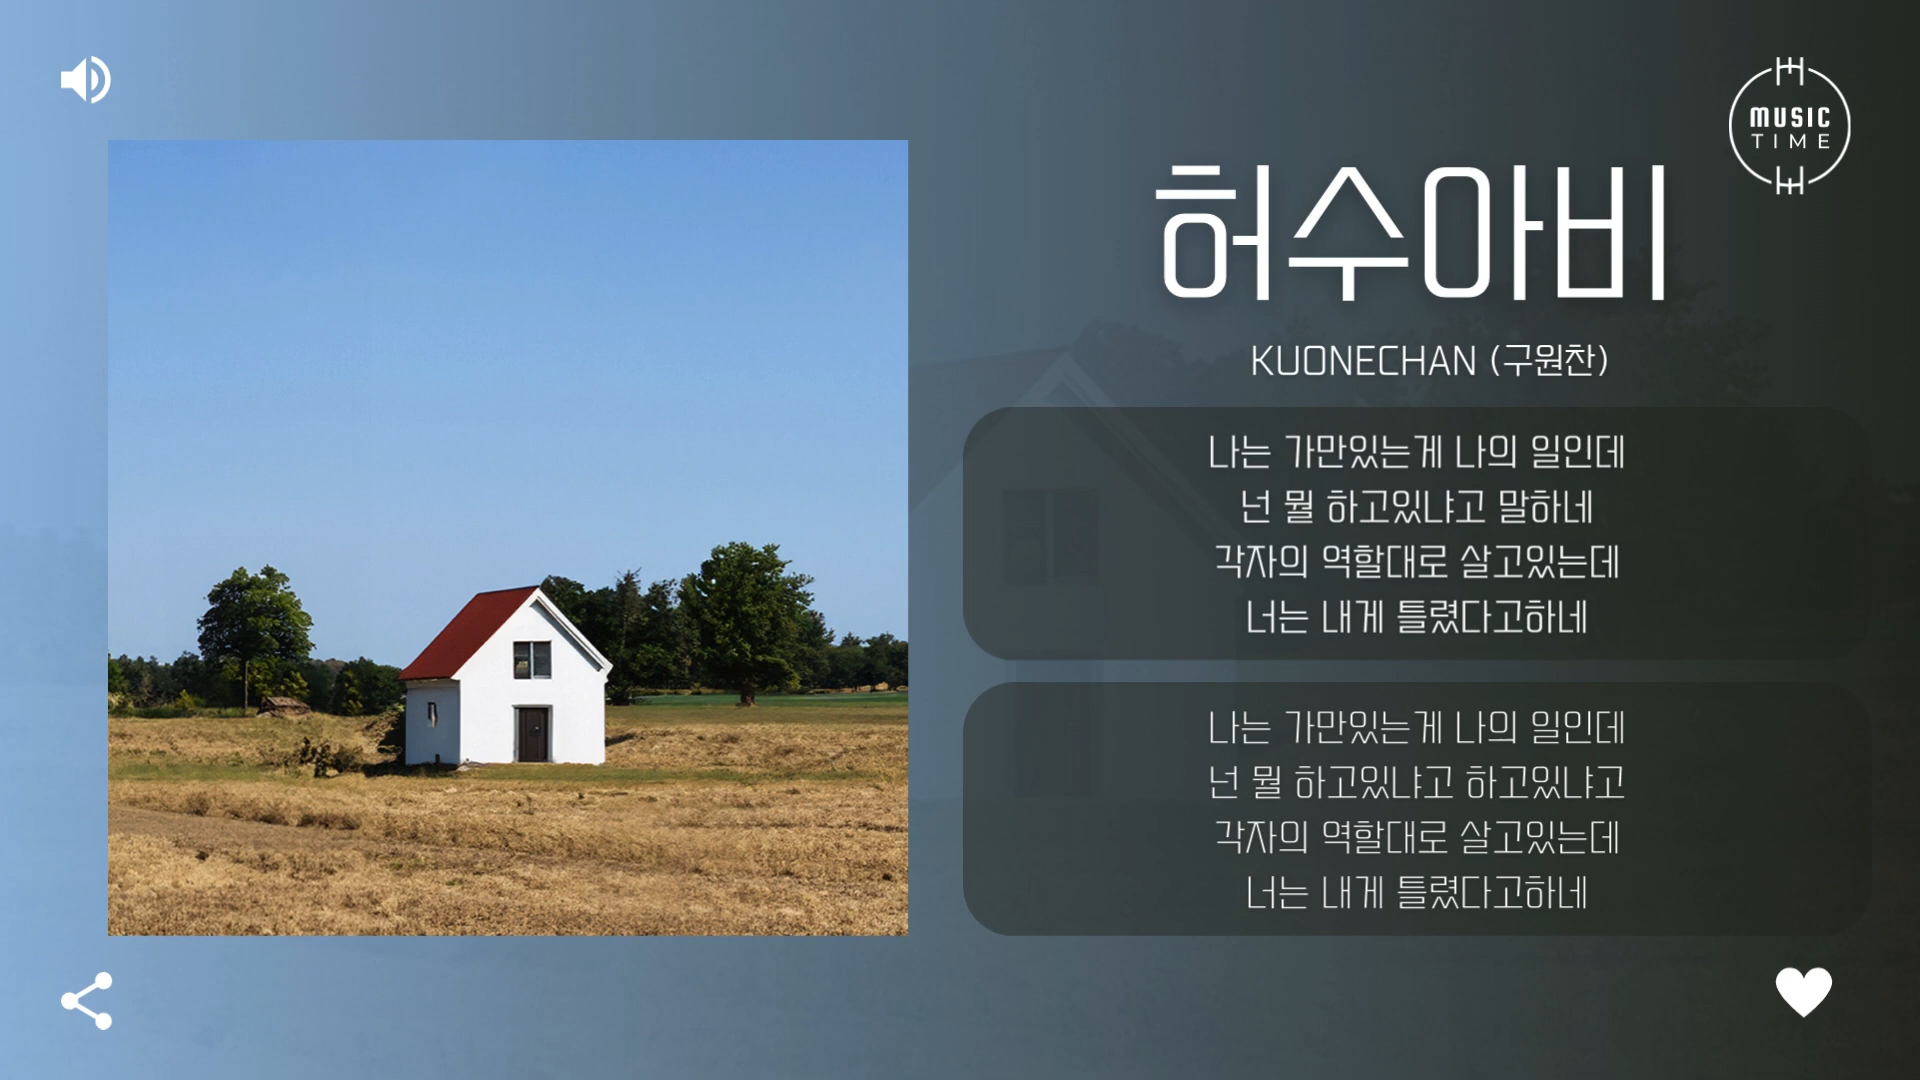 MUSIC
TIME
허수아비
KUONECHAN (구원찬)
나는 가만있는게 나의 일인데
넌 뭘 하고있냐고 말하네
각자의 역할대로 살고있는데
너는 내게 틀렸다고하네
나는 가만있는게 나의 일인데
넌 뭘 하고있냐고 하고있냐고
각자의 역할대로 살고있는데
너는 내게 틀렸다고하네